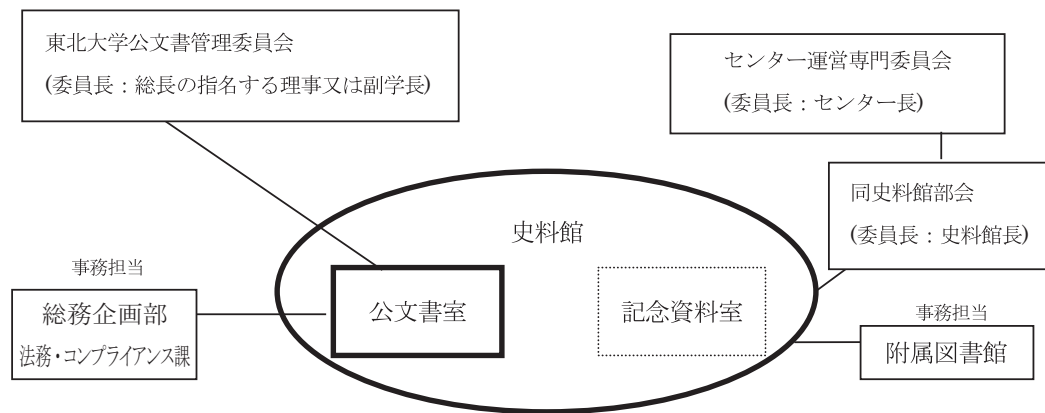 東北大学公文書管理委員会
(委員長：総長の指名する理事又は副学長)
センター運営専門委員会
(委員長：センター長)
同史料館部会
(委員長：史料館長)
史料館
事務担当
総務企画部
法務・コンプライアンス課
公文書室
記念資料室
事務担当
附属図書館